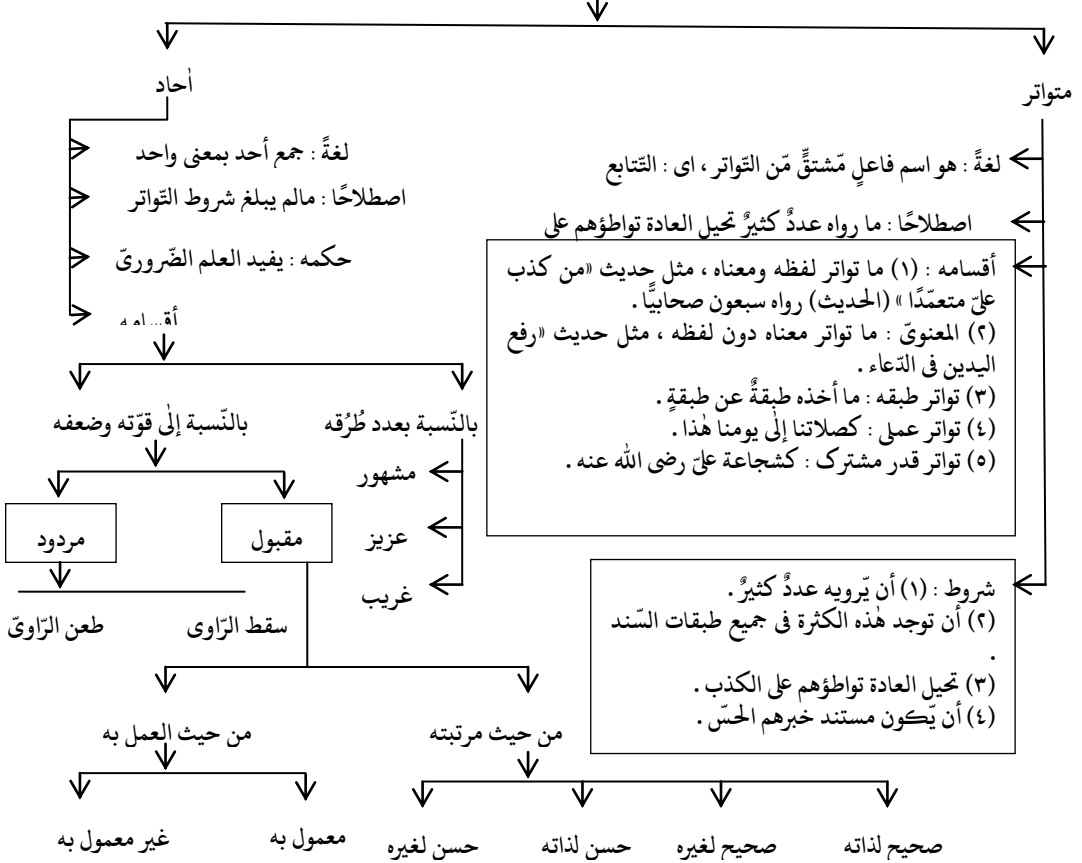 متواتر
لغةً : هو اسم فاعلٍ مّشتقٍّ مّن التّواتر ، اى : التّتابع
اصطلاحًا : ما رواه عددٌ كثيرٌ تحيل العادة تواطؤهم على
أقسامه : (١) ما تواتر لفظه ومعناه ، مثل حديث «من كذب
علىّ متعمّدًا » (الحديث) رواه سبعون صحابيًّا .
(٢) المعنوىّ : ما تواتر معناه دون لفظه ، مثل حديث «رفع
اليدين فى الدّعاء .
(٣) تواتر طبقه : ما أخذه طبقةٌ عن طبقةٍ .
(٤) تواتر عملى : كصلاتنا إلٰى يومنا هٰذا .
(٥) تواتر قدر مشترك : كشجاعة علىّ رضى الله عنه .
شروط : (١) أن يّرويه عددٌ كثيرٌ .
(٢) أن توجد هٰذه الكثرة فى جميع طبقات السّند
.
(٣) تحيل العادة تواطؤهم على الكذب .
(٤) أن يّكون مستند خبرهم الحسّ .
اٰحاد
لغةً : جمع أحد بمعنى واحد
اصطلاحًا : مالم يبلغ شروط التّواتر
حكمه : يفيد العلم الضّرورىّ
أقسامه
بالنّسبة بعدد طُرُقه
مشهور
عزيز
غريب
بالنّسبة إلٰى قوّته وضعفه
مقبول
مردود
سقط الرّاوى
طعن الرّاوىّ
من حيث مرتبته
من حيث العمل به
صحيح لذاته
صحيح لغيره
حسن لذاته
حسن لغيره
معمول به
غير معمول به